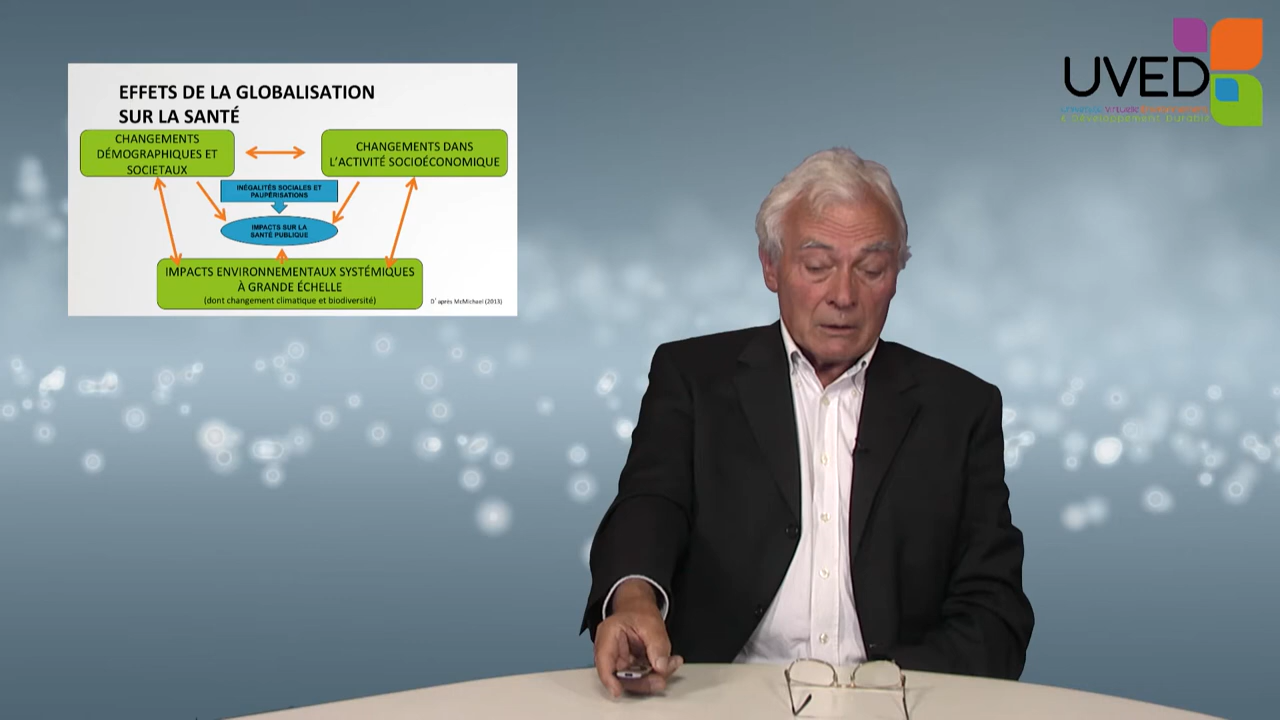 EFFETS DE LA GLOBALISATION
SUR LA SANTÉ
CHANGEMENTS
DÉMOGRAPHIQUES ET
SOCIETAUX
CHANGEMENTS DANS
L'ACTIVITÉ SOCIOÉCONOMIQUE
INÉGALITÉS SOCIALES ET
PAUPÉRISATIONS
IMPACTS SUR LA
SANTÉ PUBLIQUE
IMPACTS ENVIRONNEMENTAUX SYSTÉMIQUES
À GRANDE ÉCHELLE
(dont changement climatique et biodiversité)
D'après McMichael (2013)
UVED
& Développement durable